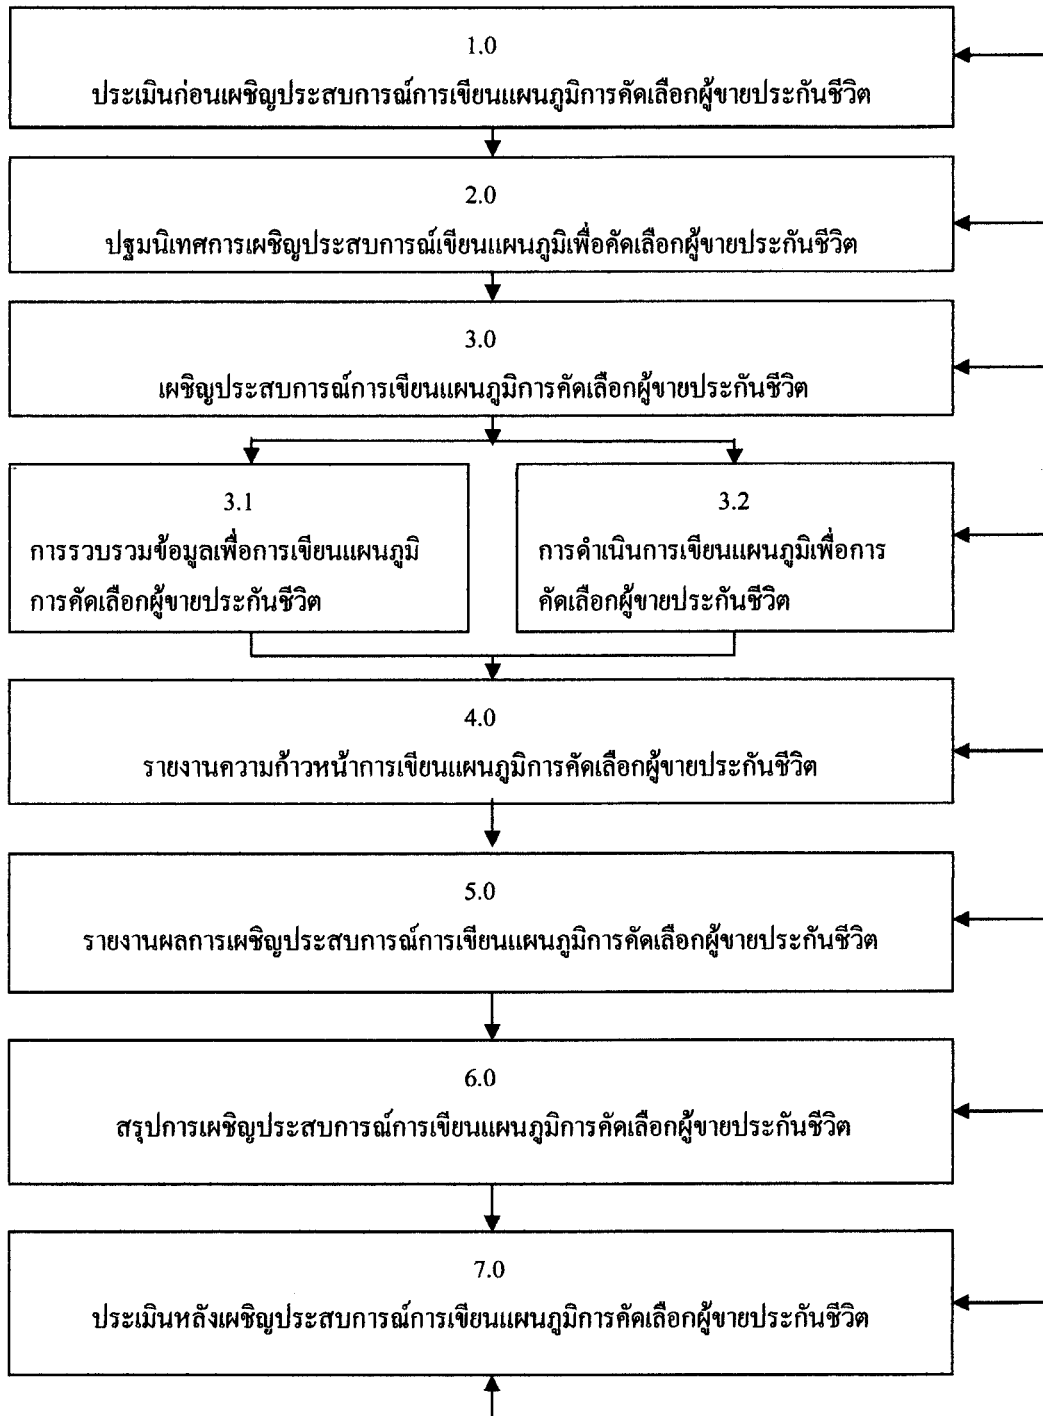 1.0
ประเมินก่อนเผชิญประสบการณ์การเขียนแผนภูมิการคัดเลือกผู้ขายประกันชีวิต
2.0
ปฐมนิเทศการเผชิญประสบการณ์เขียนแผนภูมิเพื่อคัดเลือกผู้ขายประกันชีวิต
3.0
เผชิญประสบการณ์การเขียนแผนภูมิการคัดเลือกผู้ขายประกันชีวิต
3.1
การรวบรวมข้อมูลเพื่อการเขียนแผนภูมิ
การคัดเลือกผู้ขายประกันชีวิต
3.2
การดำเนินการเขียนแผนภูมิเพื่อการ
คัดเลือกผู้ขายประกันชีวิต
4.0
รายงานความก้าวหน้าการเขียนแผนภูมิการคัดเลือกผู้ขายประกันชีวิต
5.0
รายงานผลการเผชิญประสบการณ์การเขียนแผนภูมิการคัดเลือกผู้ขายประกันชีวิต
6.0
สรุปการเผชิญประสบการณ์การเขียนแผนภูมิการคัดเลือกผู้ขายประกันชีวิต
7.0
ประเมินหลังเผชิญประสบการณ์การเขียนแผนภูมิการคัดเลือกผู้ขายประกันชีวิต